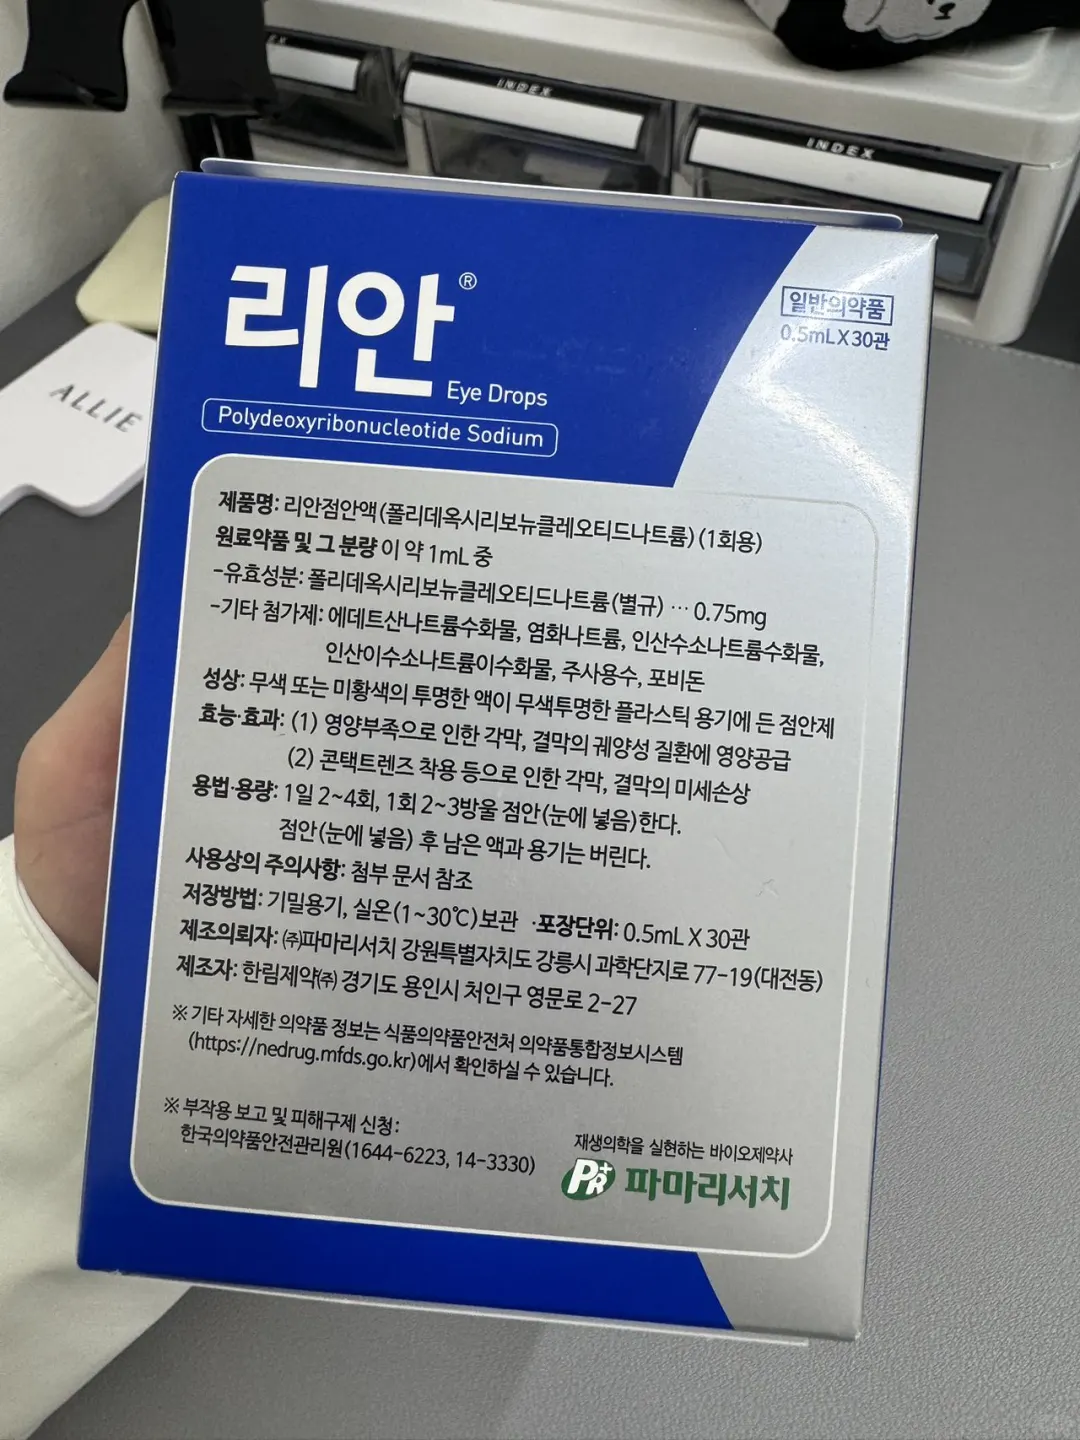 INDEX
INDEX
ALLIE
리안®
Eye Drops
Polydeoxyribonucleotide Sodium
일반의약품
0.5mLX30관
제품명: 리안점안액(폴리데옥시리보뉴클레오티드나트륨)(1회용)
원료약품 및 그 분량 이 약 1mL 중
-유효성분: 폴리데옥시리보뉴클레오티드나트륨(별규) … 0.75mg
-기타 첨가제: 에데트산나트륨수화물, 염화나트륨, 인산수소나트륨수화물,
인산이수소나트륨이수화물, 주사용수, 포비돈
성상: 무색 또는 미황색의 투명한 액이 무색투명한 플라스틱 용기에 든 점안제
효능·효과: (1) 영양부족으로 인한 각막, 결막의 궤양성 질환에 영양공급
(2) 콘택트렌즈 착용 등으로 인한 각막, 결막의 미세손상
용법·용량: 1일 2~4회, 1회 2~3방울 점안(눈에 넣음)한다.
점안(눈에 넣음) 후 남은 액과 용기는 버린다.
사용상의 주의사항: 첨부 문서 참조
저장방법: 기밀용기, 실온(1~30℃)보관 ·포장단위: 0.5mL X 30관
제조의뢰자: ㈜파마리서치 강원특별자치도 강릉시 과학단지로 77-19(대전동)
제조자: 한림제약㈜ 경기도 용인시 처인구 영문로 2-27
※ 기타 자세한 의약품 정보는 식품의약품안전처 의약품통합정보시스템
(https://nedrug.mfds.go.kr)에서 확인하실 수 있습니다.
※ 부작용 보고 및 피해구제 신청:
한국의약품안전관리원(1644-6223, 14-3330)
재생의학을 실현하는 바이오제약사
PR+ 파마리서치